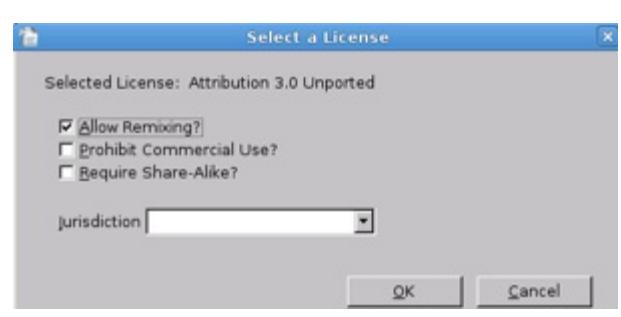 Select a License
Selected License: Attribution 3.0 Unported
Allow Remixing?
Prohibit Commercial Use?
Require Share-Alike?
Jurisdiction
OK Cancel